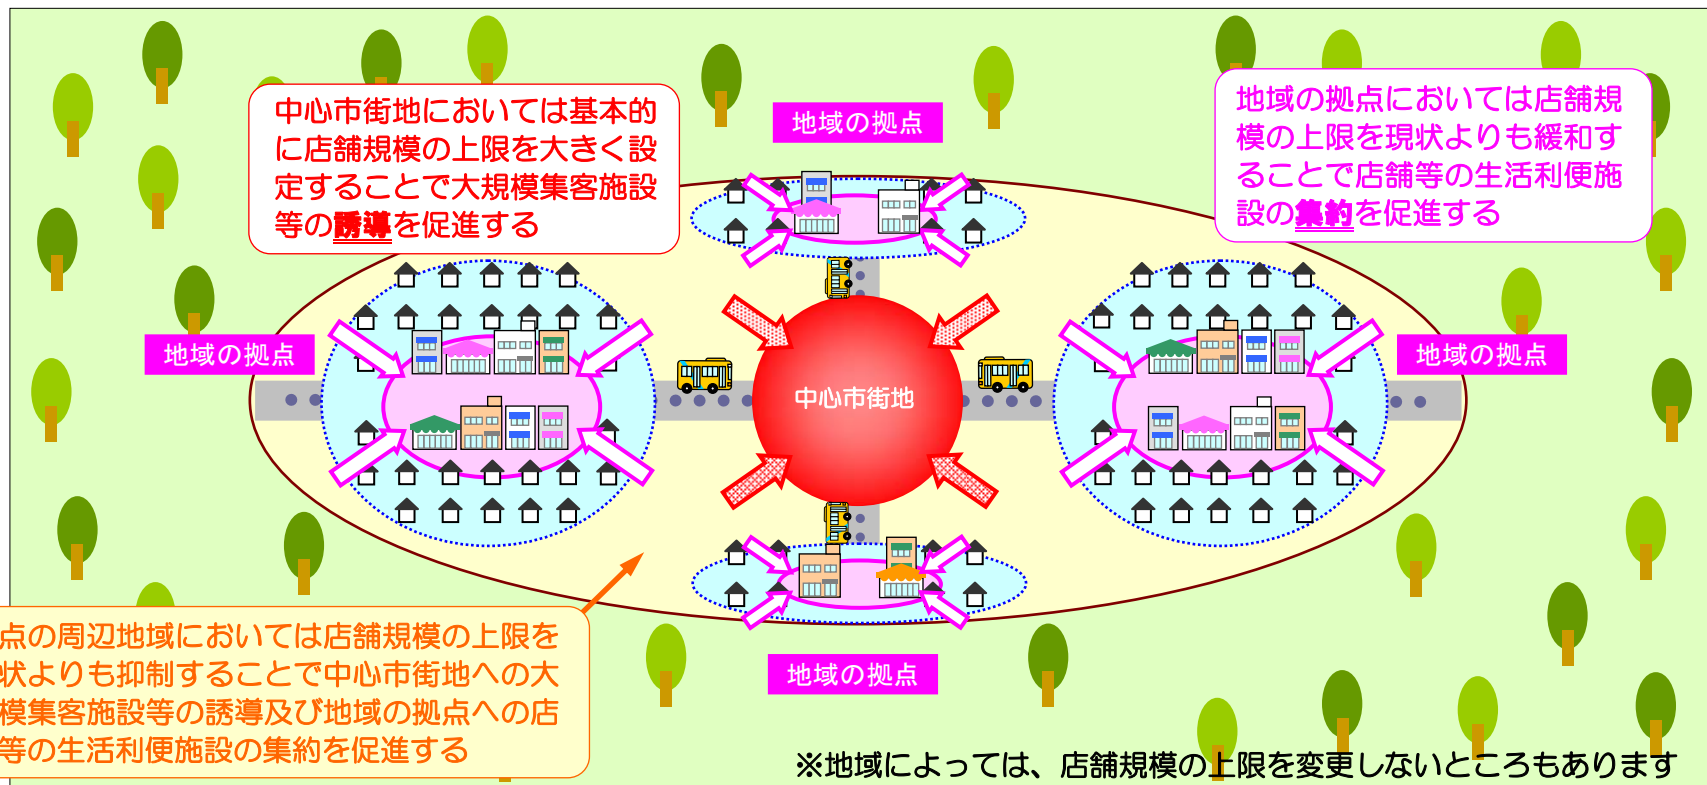 中心市街地においては基本的
に店舗規模の上限を大きく設
定することで大規模集客施設
等の誘導を促進する
地域の拠点
地域の拠点においては店舗規
模の上限を現状よりも緩和す
ることで店舗等の生活利便施
設の集約を促進する
地域の拠点
地域の拠点
中心市街地
点の周辺地域においては店舗規模の上限を
状よりも抑制することで中心市街地への大
模集客施設等の誘導及び地域の拠点への店
等の生活利便施設の集約を促進する
地域の拠点
※地域によっては、店舗規模の上限を変更しないところもあります